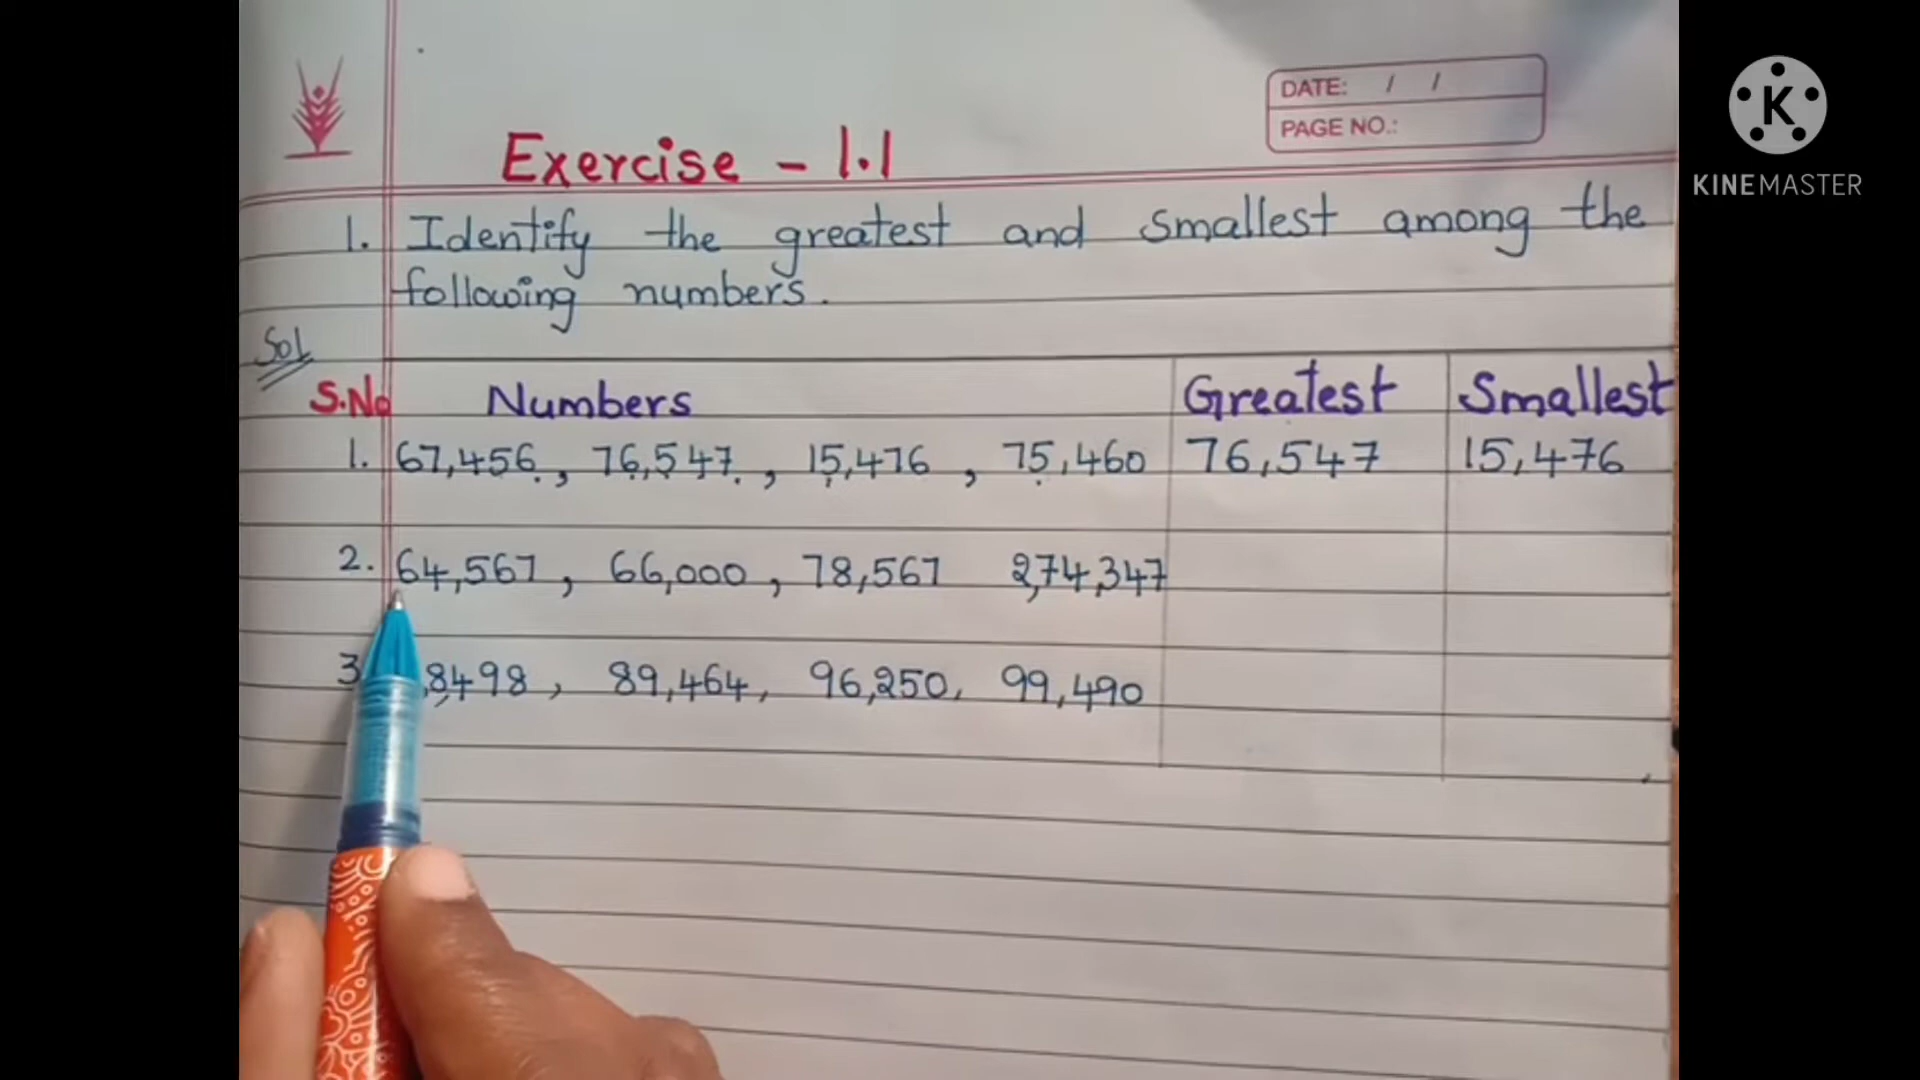 DATE: / /
PAGE NO.:
KINEMASTER
Exercise - 1.1
1. Identify the greatest and smallest among the
following numbers.
Sol
S.No Numbers Greatest Smallest
1. 67,456, 76,547, 15,476, 75,460 76,547 15,476
2. 64,567, 66,000, 78,567 2,74,347
3 ,8498, 89,464, 96,250, 99,490